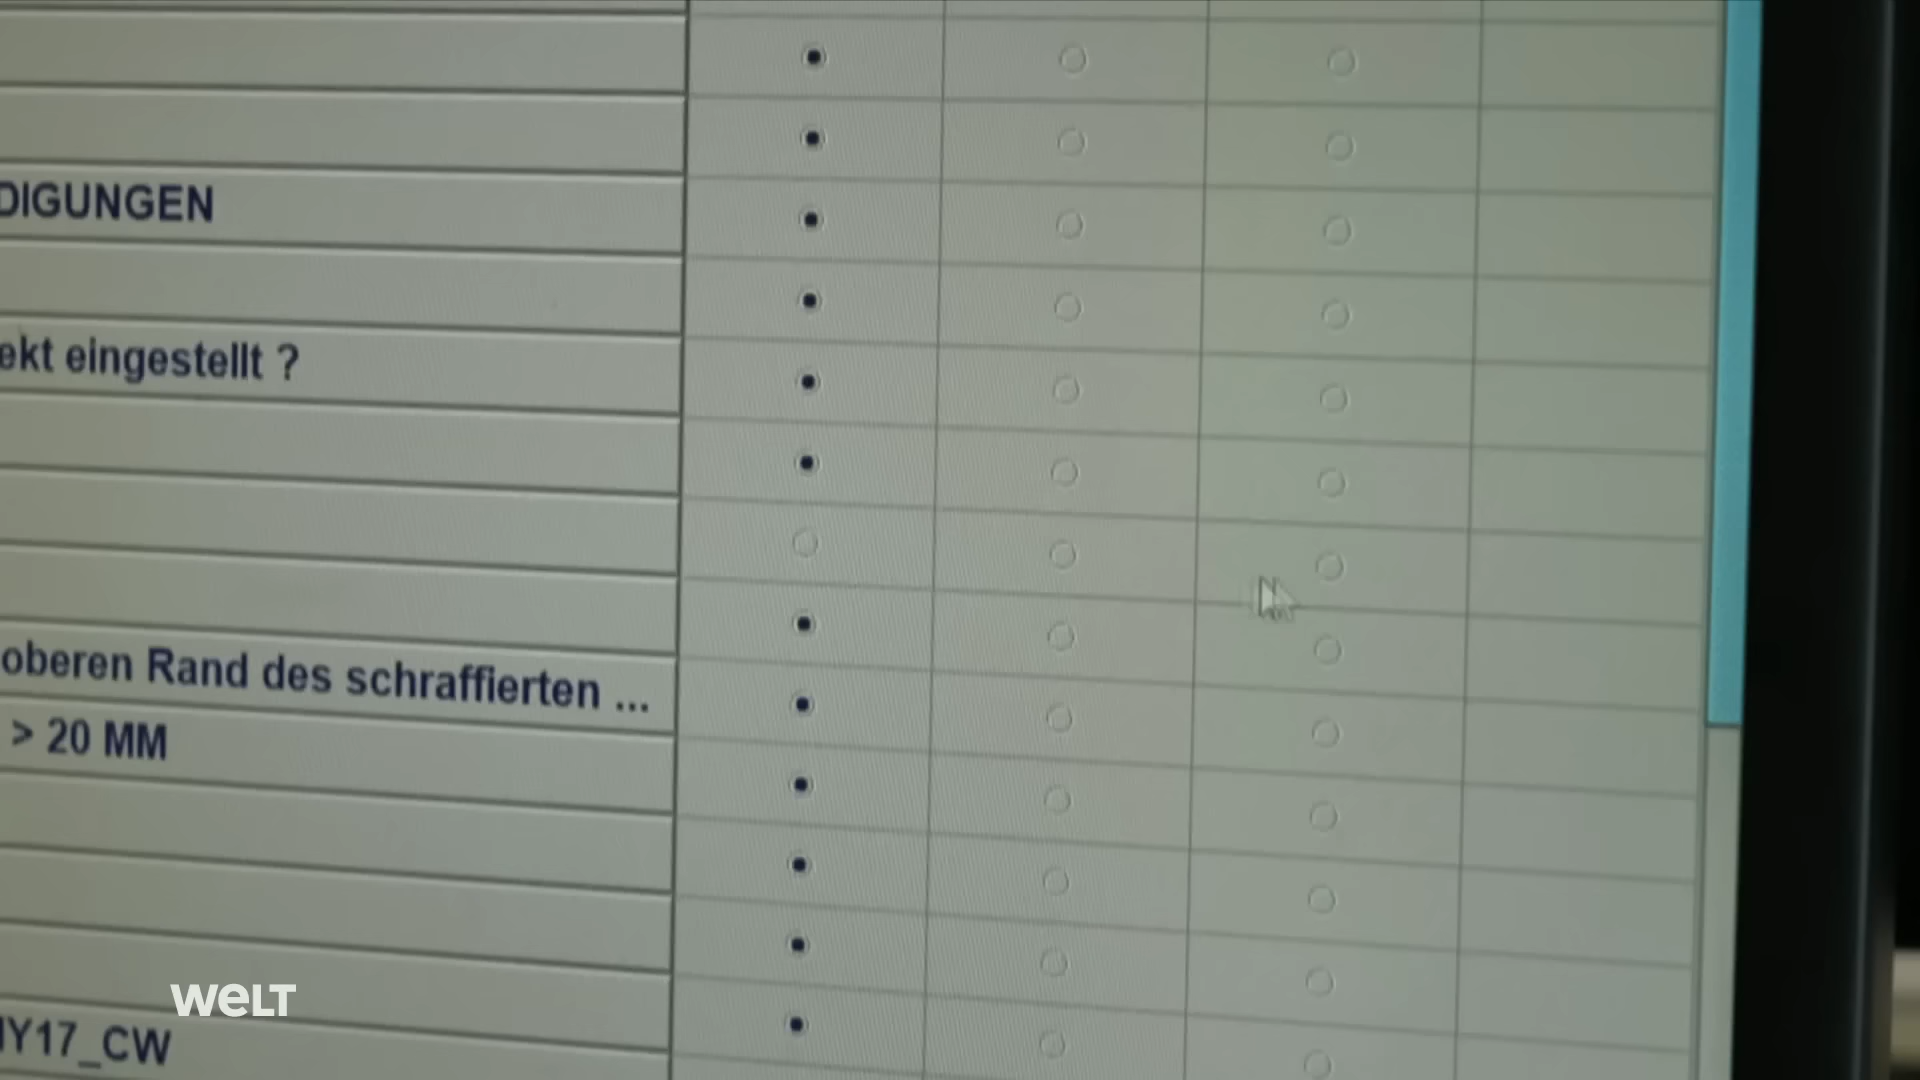 DIGUNGEN
ekt eingestellt ?
oberen Rand des schraffierten ...
> 20 MM
Y17_CW
WELT